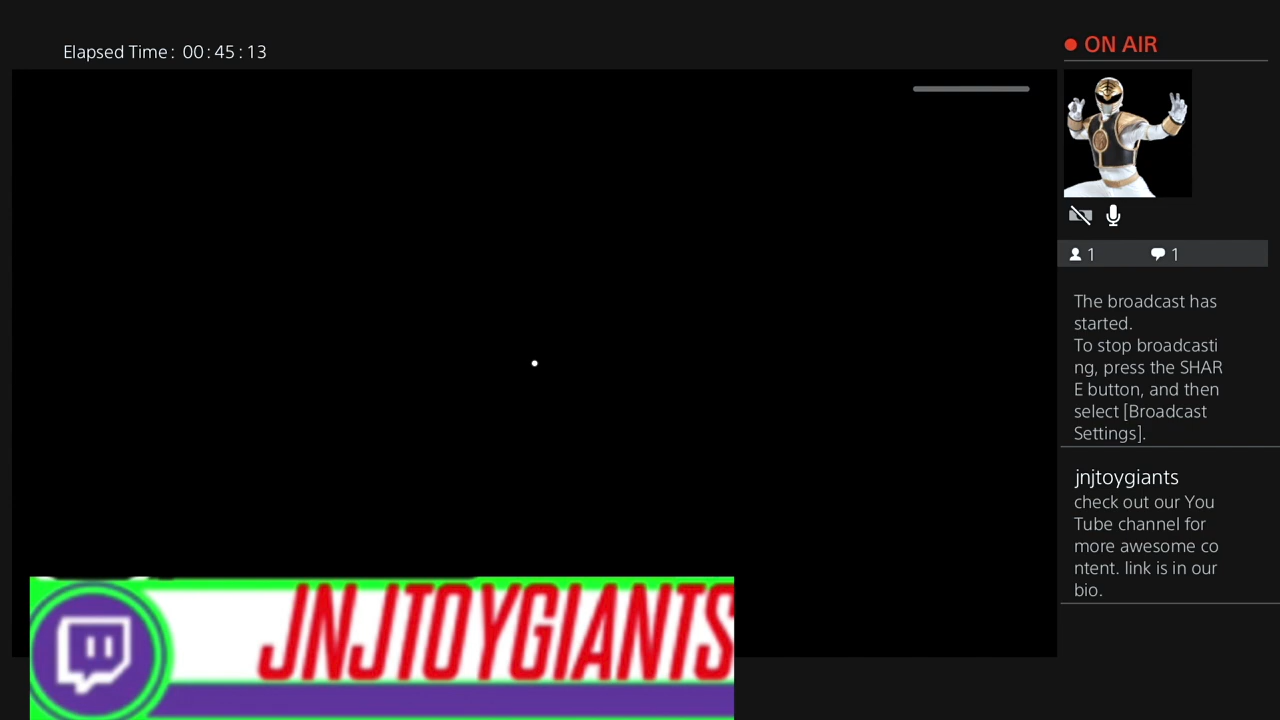 Elapsed Time: 00:45:13
ON AIR
1 1
The broadcast has
started.
To stop broadcasti
ng, press the SHAR
E button, and then
select [Broadcast
Settings].
jnjtoygiants
check out our You
Tube channel for
more awesome co
ntent. link is in our
bio.
JNJTOYGIANTS